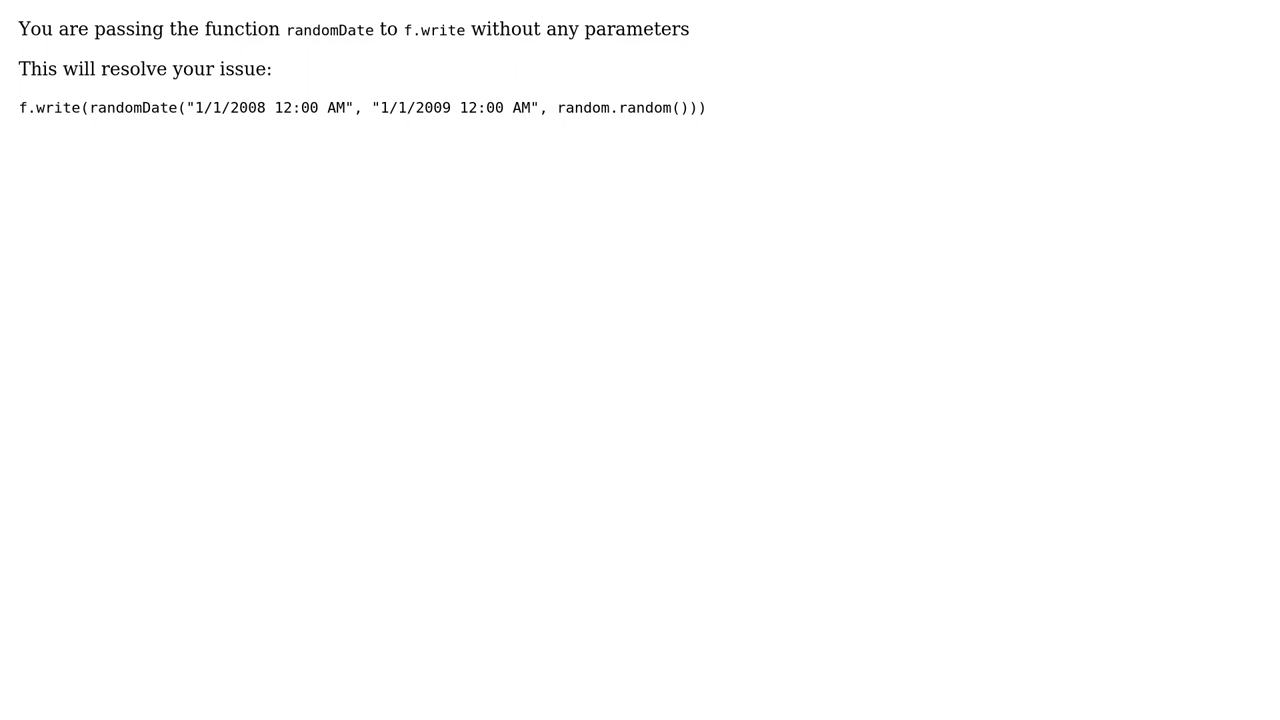 You are passing the function randomDate to f.write without any parameters
This will resolve your issue:
f.write(randomDate("1/1/2008 12:00 AM", "1/1/2009 12:00 AM", random.random()))